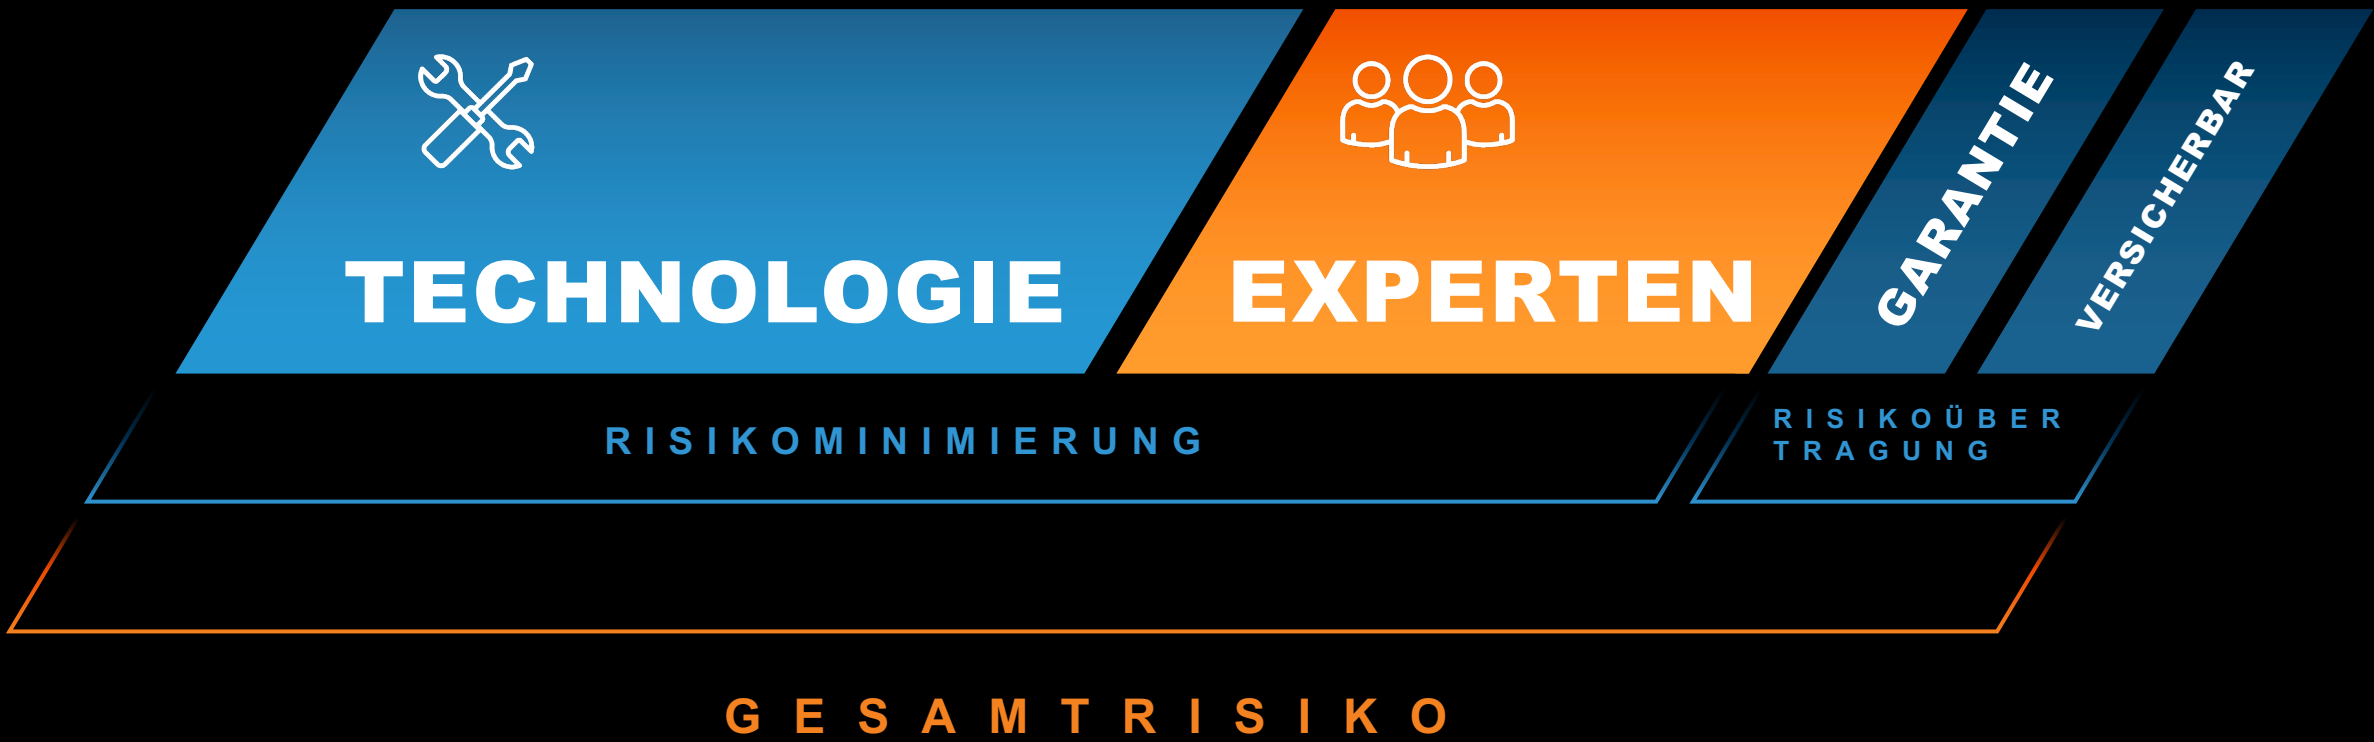 TECHNOLOGIE
EXPERTEN
GARANTIE
VERSICHERBAR
RISIKOMINIMIERUNG
RISIKOÜBER
TRAGUNG
GESAMTRISIKO